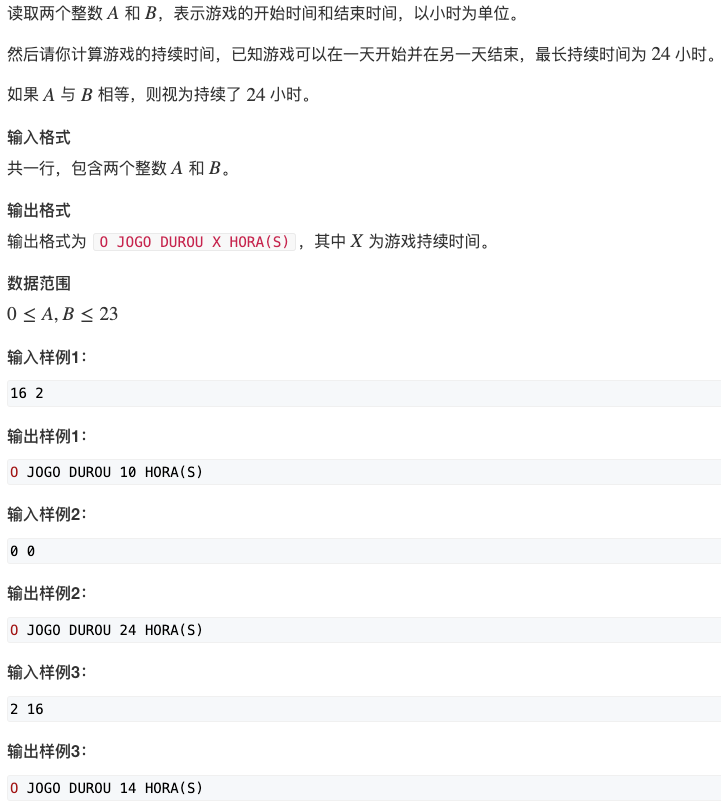 读取两个整数 A 和 B，表示游戏的开始时间和结束时间，以小时为单位。
然后请你计算游戏的持续时间，已知游戏可以在一天开始并在另一天结束，最长持续时间为 24 小时。
如果 A 与 B 相等，则视为持续了 24 小时。
输入格式
共一行，包含两个整数 A 和 B。
输出格式
输出格式为 O JOGO DUROU X HORA(S)，其中 X 为游戏持续时间。
数据范围
0 ≤ A, B ≤ 23
输入样例1：
16 2
输出样例1：
O JOGO DUROU 10 HORA(S)
输入样例2：
0 0
输出样例2：
O JOGO DUROU 24 HORA(S)
输入样例3：
2 16
输出样例3：
O JOGO DUROU 14 HORA(S)